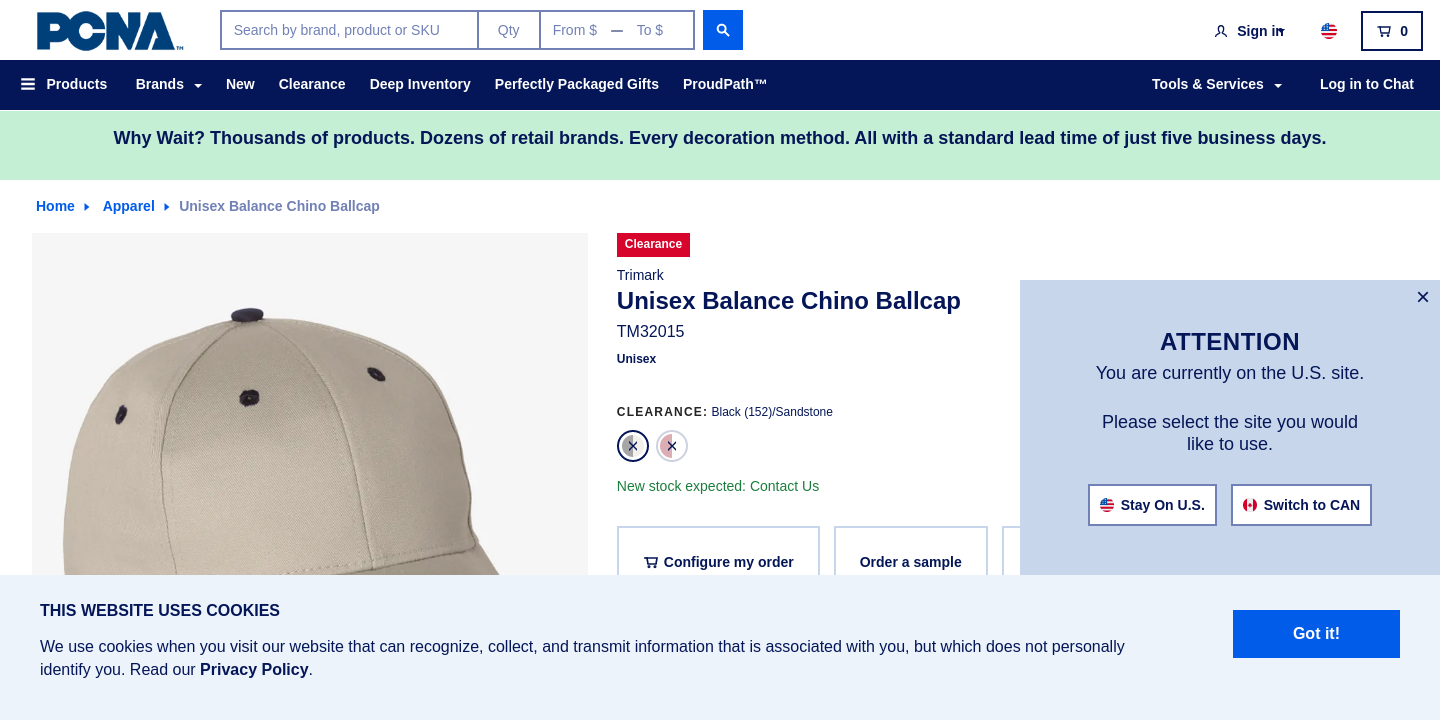 PCNA™
Search by brand, product or SKU
Qty
From $ — To $
Sign in
0
Products
Brands
New
Clearance
Deep Inventory
Perfectly Packaged Gifts
ProudPath™
Tools & Services
Log in to Chat
Why Wait? Thousands of products. Dozens of retail brands. Every decoration method. All with a standard lead time of just five business days.
Home
Apparel
Unisex Balance Chino Ballcap
Clearance
Trimark
Unisex Balance Chino Ballcap
TM32015
Unisex
CLEARANCE: Black (152)/Sandstone
New stock expected: Contact Us
Configure my order
Order a sample
×
ATTENTION
You are currently on the U.S. site.
Please select the site you would
like to use.
Stay On U.S.
Switch to CAN
THIS WEBSITE USES COOKIES
We use cookies when you visit our website that can recognize, collect, and transmit information that is associated with you, but which does not personally
identify you. Read our Privacy Policy.
Got it!